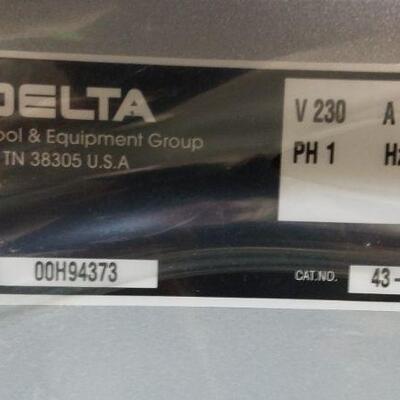 DELTA
ool & Equipment Group
TN 38305 U.S.A
V 230 A
PH 1 Hz
00H94373
CAT.NO. 43-